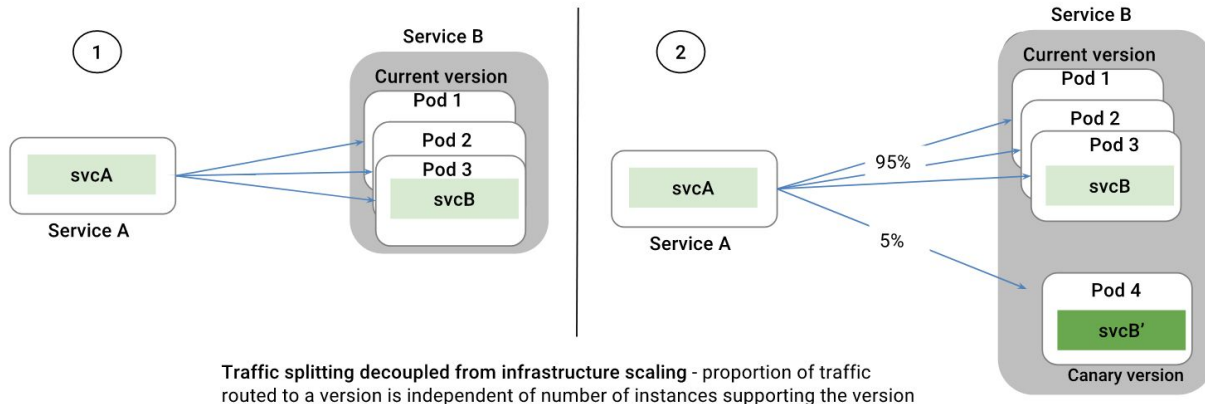 1
Service B
Current version
Pod 1
Pod 2
Pod 3
svcB
svcA
Service A
2
Service B
Current version
Pod 1
Pod 2
Pod 3
svcB
95%
svcA
Service A
5%
Pod 4
svcB’
Canary version
Traffic splitting decoupled from infrastructure scaling - proportion of traffic
routed to a version is independent of number of instances supporting the version